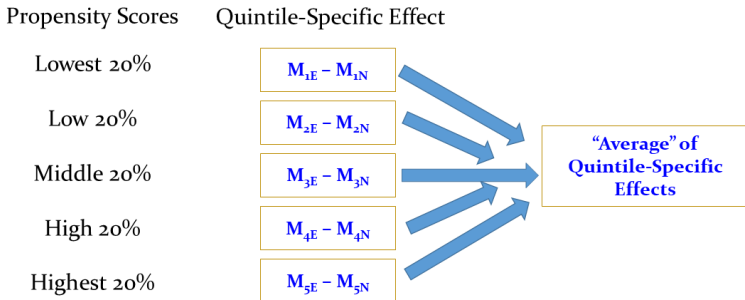 Propensity Scores Quintile-Specific Effect
Lowest 20% M1E – M1N
Low 20% M2E – M2N
Middle 20% M3E – M3N
High 20% M4E – M4N
Highest 20% M5E – M5N
“Average” of
Quintile-Specific
Effects